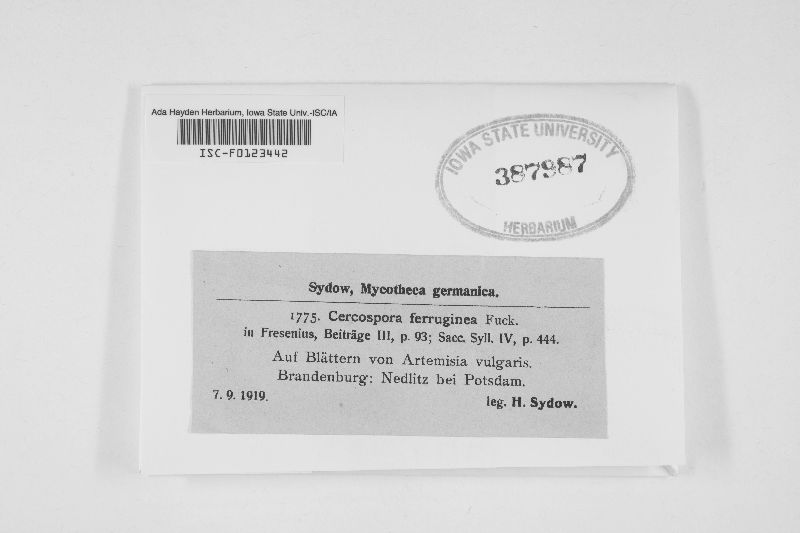 Ada Hayden Herbarium, Iowa State Univ.-ISC/IA
ISC-F0123442
IOWA STATE UNIVERSITY
387987
HERBARIUM
Sydow, Mycotheca germanica.
1775. Cercospora ferruginea Fuck.
in Fresenius, Beiträge III, p. 93; Sacc. Syll. IV, p. 444.
Auf Blättern von Artemisia vulgaris.
Brandenburg: Nedlitz bei Potsdam.
7. 9. 1919. leg. H. Sydow.